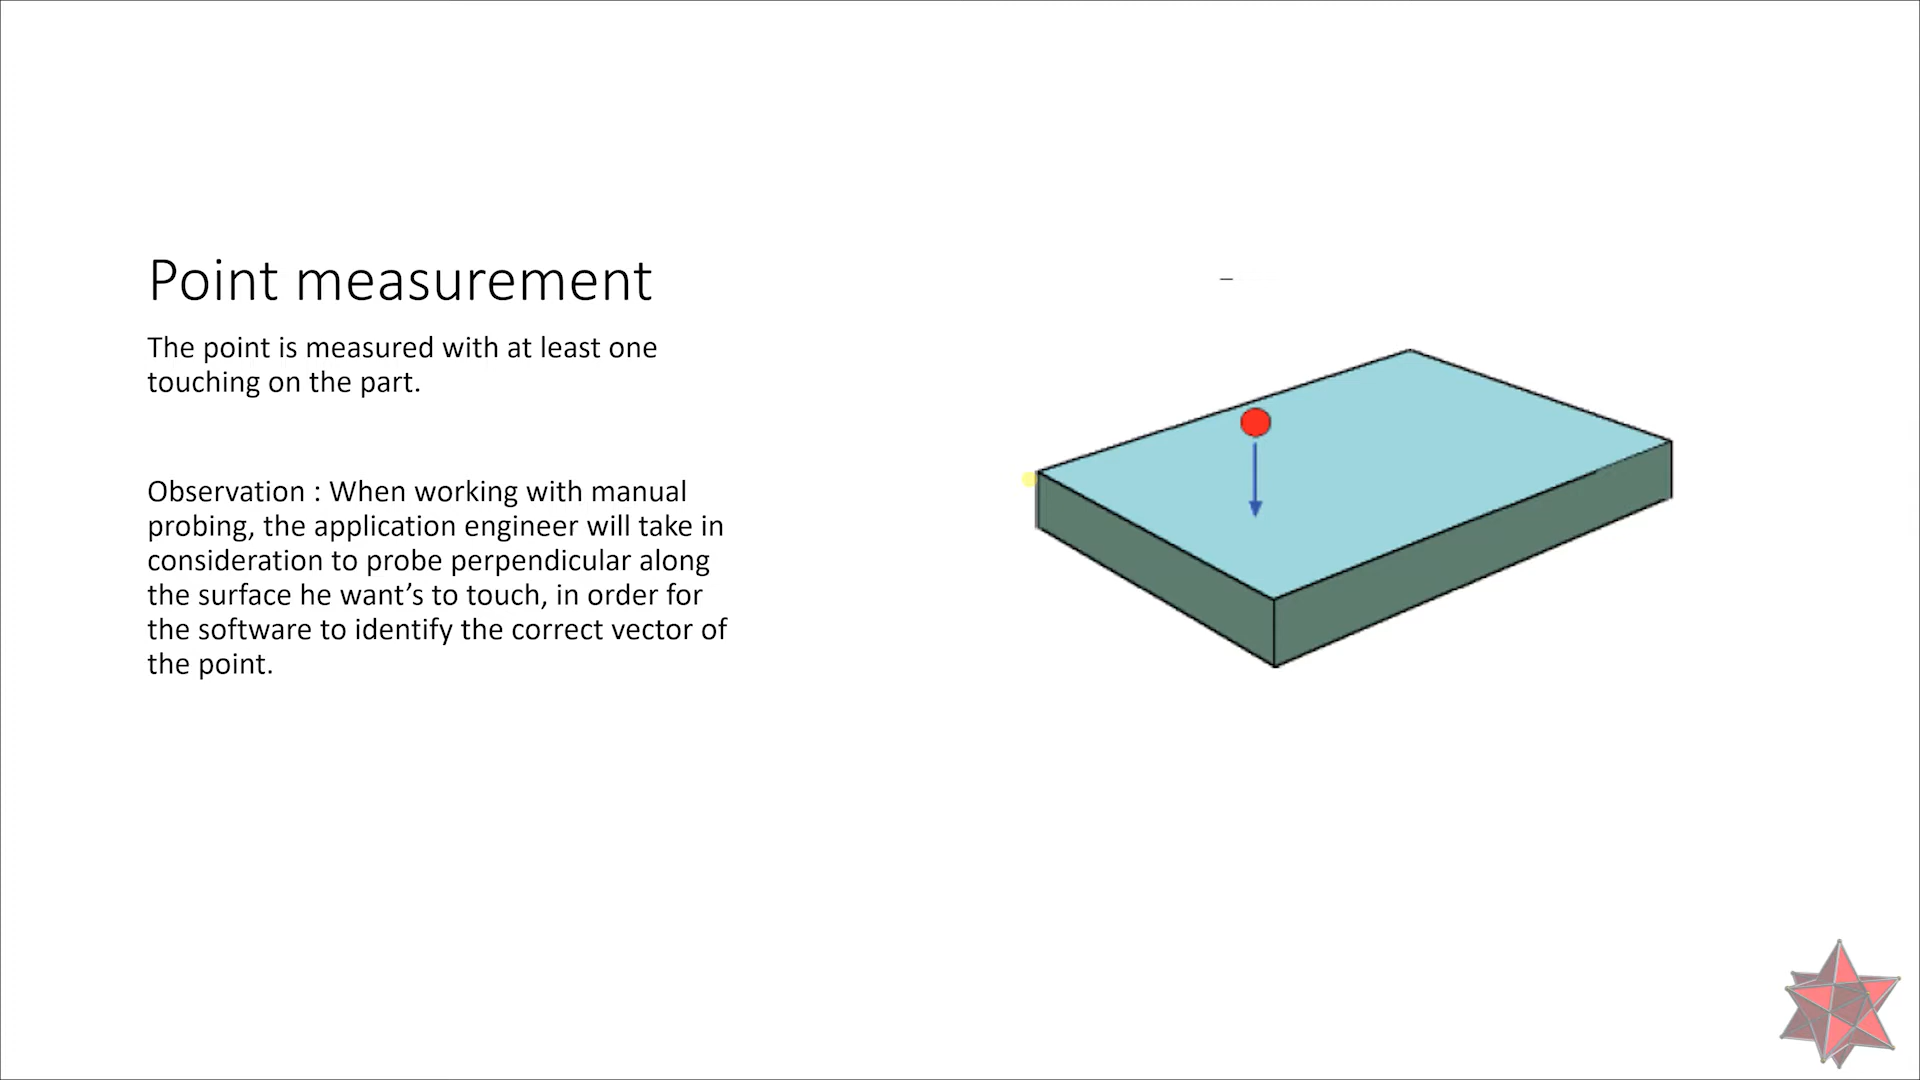 Point measurement
The point is measured with at least one
touching on the part.
Observation : When working with manual
probing, the application engineer will take in
consideration to probe perpendicular along
the surface he want’s to touch, in order for
the software to identify the correct vector of
the point.